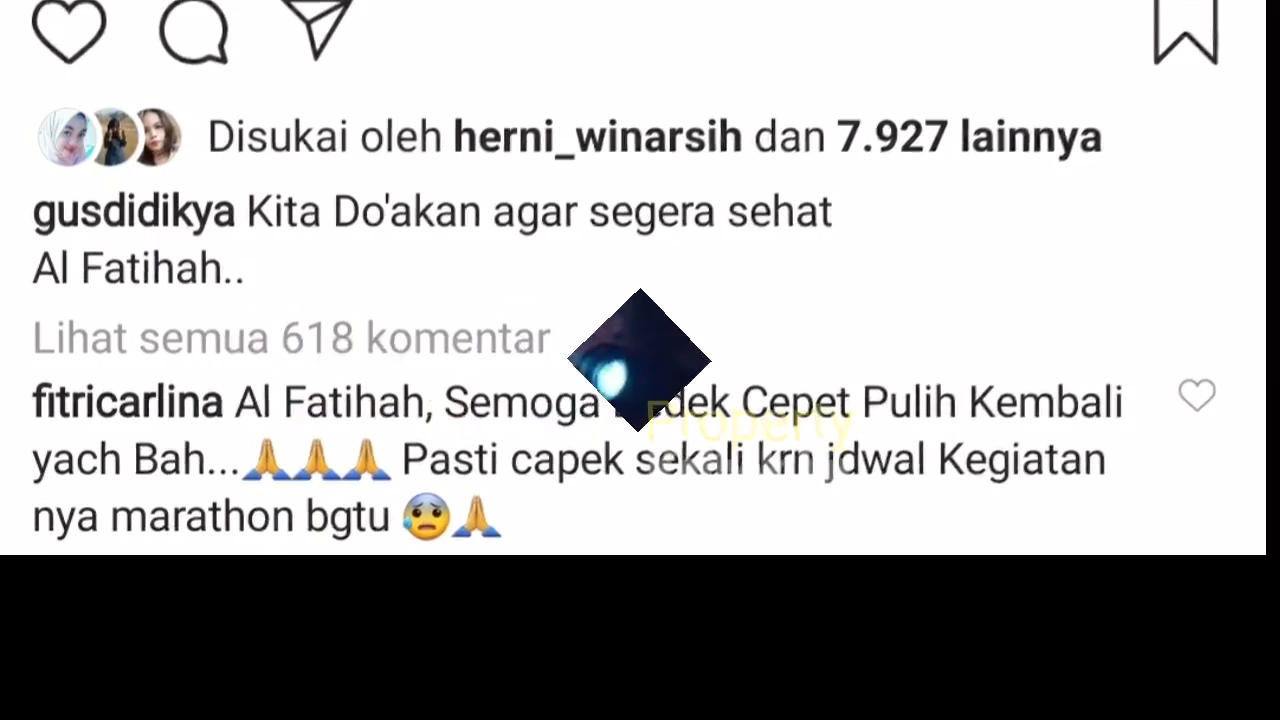 Disukai oleh herni_winarsih dan 7.927 lainnya
gusdidikya Kita Do'akan agar segera sehat
Al Fatihah..
Lihat semua 618 komentar
fitricarlina Al Fatihah, Semoga Cepet Pulih Kembali
yach Bah...🙏🙏🙏 Pasti capek sekali krn jdwal Kegiatan
nya marathon bgtu 😰🙏
Property